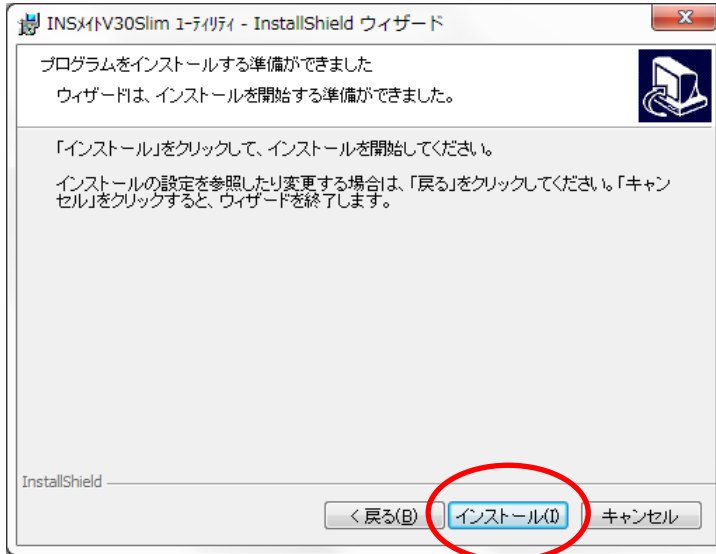 INSﾒｲﾄV30Slim ﾕｰﾃｨﾘﾃｨ - InstallShield ウィザード
プログラムをインストールする準備ができました
ウィザードは、インストールを開始する準備ができました。
「インストール」をクリックして、インストールを開始してください。
インストールの設定を参照したり変更する場合は、「戻る」をクリックしてください。「キャン
セル」をクリックすると、ウィザードを終了します。
InstallShield
< 戻る(B) インストール(I) キャンセル